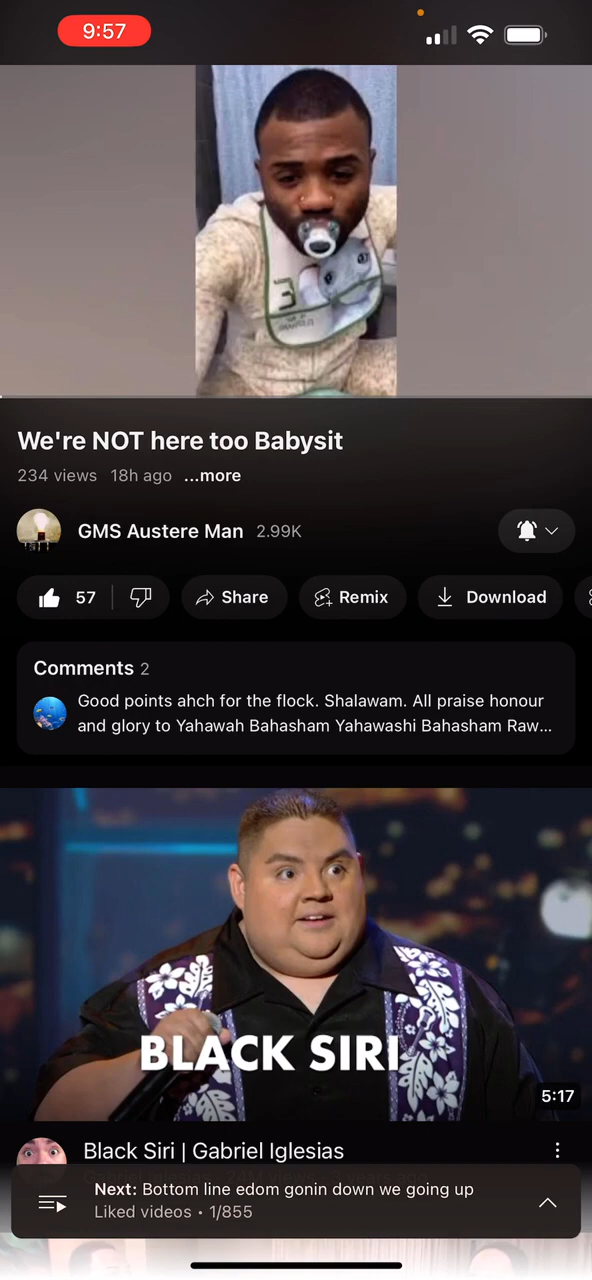 9:57
We're NOT here too Babysit
234 views 18h ago ...more
GMS Austere Man 2.99K
57 Share Remix Download
Comments 2
Good points ahch for the flock. Shalawam. All praise honour
and glory to Yahawah Bahasham Yahawashi Bahasham Raw...
BLACK SIRI
5:17
Black Siri | Gabriel Iglesias
Next: Bottom line edom gonin down we going up
Liked videos • 1/855